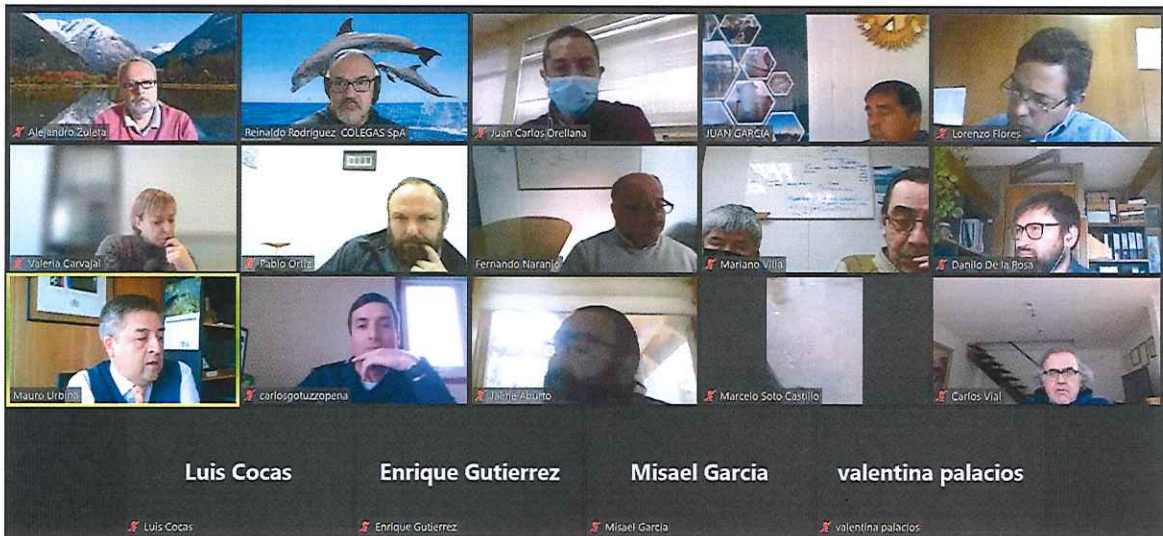 Alejandro Zuleta
Reinaldo Rodríguez COLEGAS SpA
Juan Carlos Orellana
JUAN GARCIA
Lorenzo Flores
Valeria Carvajal
Pablo Ortiz
Fernando Naranjo
Mariano Villa
Danilo De la Rosa
Mauro Urbina
carlosgotuzzopena
Jaime Aburto
Marcelo Soto Castillo
Carlos Vial
Luis Cocas
Enrique Gutierrez
Misael Garcia
valentina palacios
Luis Cocas
Enrique Gutierrez
Misael Garcia
valentina palacios